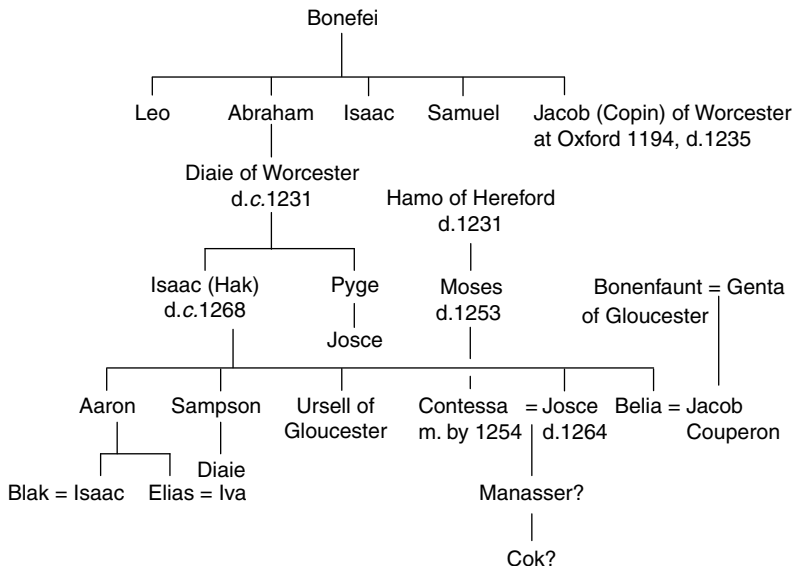 Bonefei
Leo Abraham Isaac Samuel Jacob (Copin) of Worcester
at Oxford 1194, d.1235
Diaie of Worcester
d.c.1231
Hamo of Hereford
d.1231
Isaac (Hak)
d.c.1268
Pyge
Moses
d.1253
Bonenfaunt = Genta
of Gloucester
Josce
Aaron
Sampson
Ursell of
Gloucester
Contessa = Josce
m. by 1254 d.1264
Belia = Jacob
Couperon
Diaie
Blak = Isaac Elias = Iva
Manasser?
Cok?